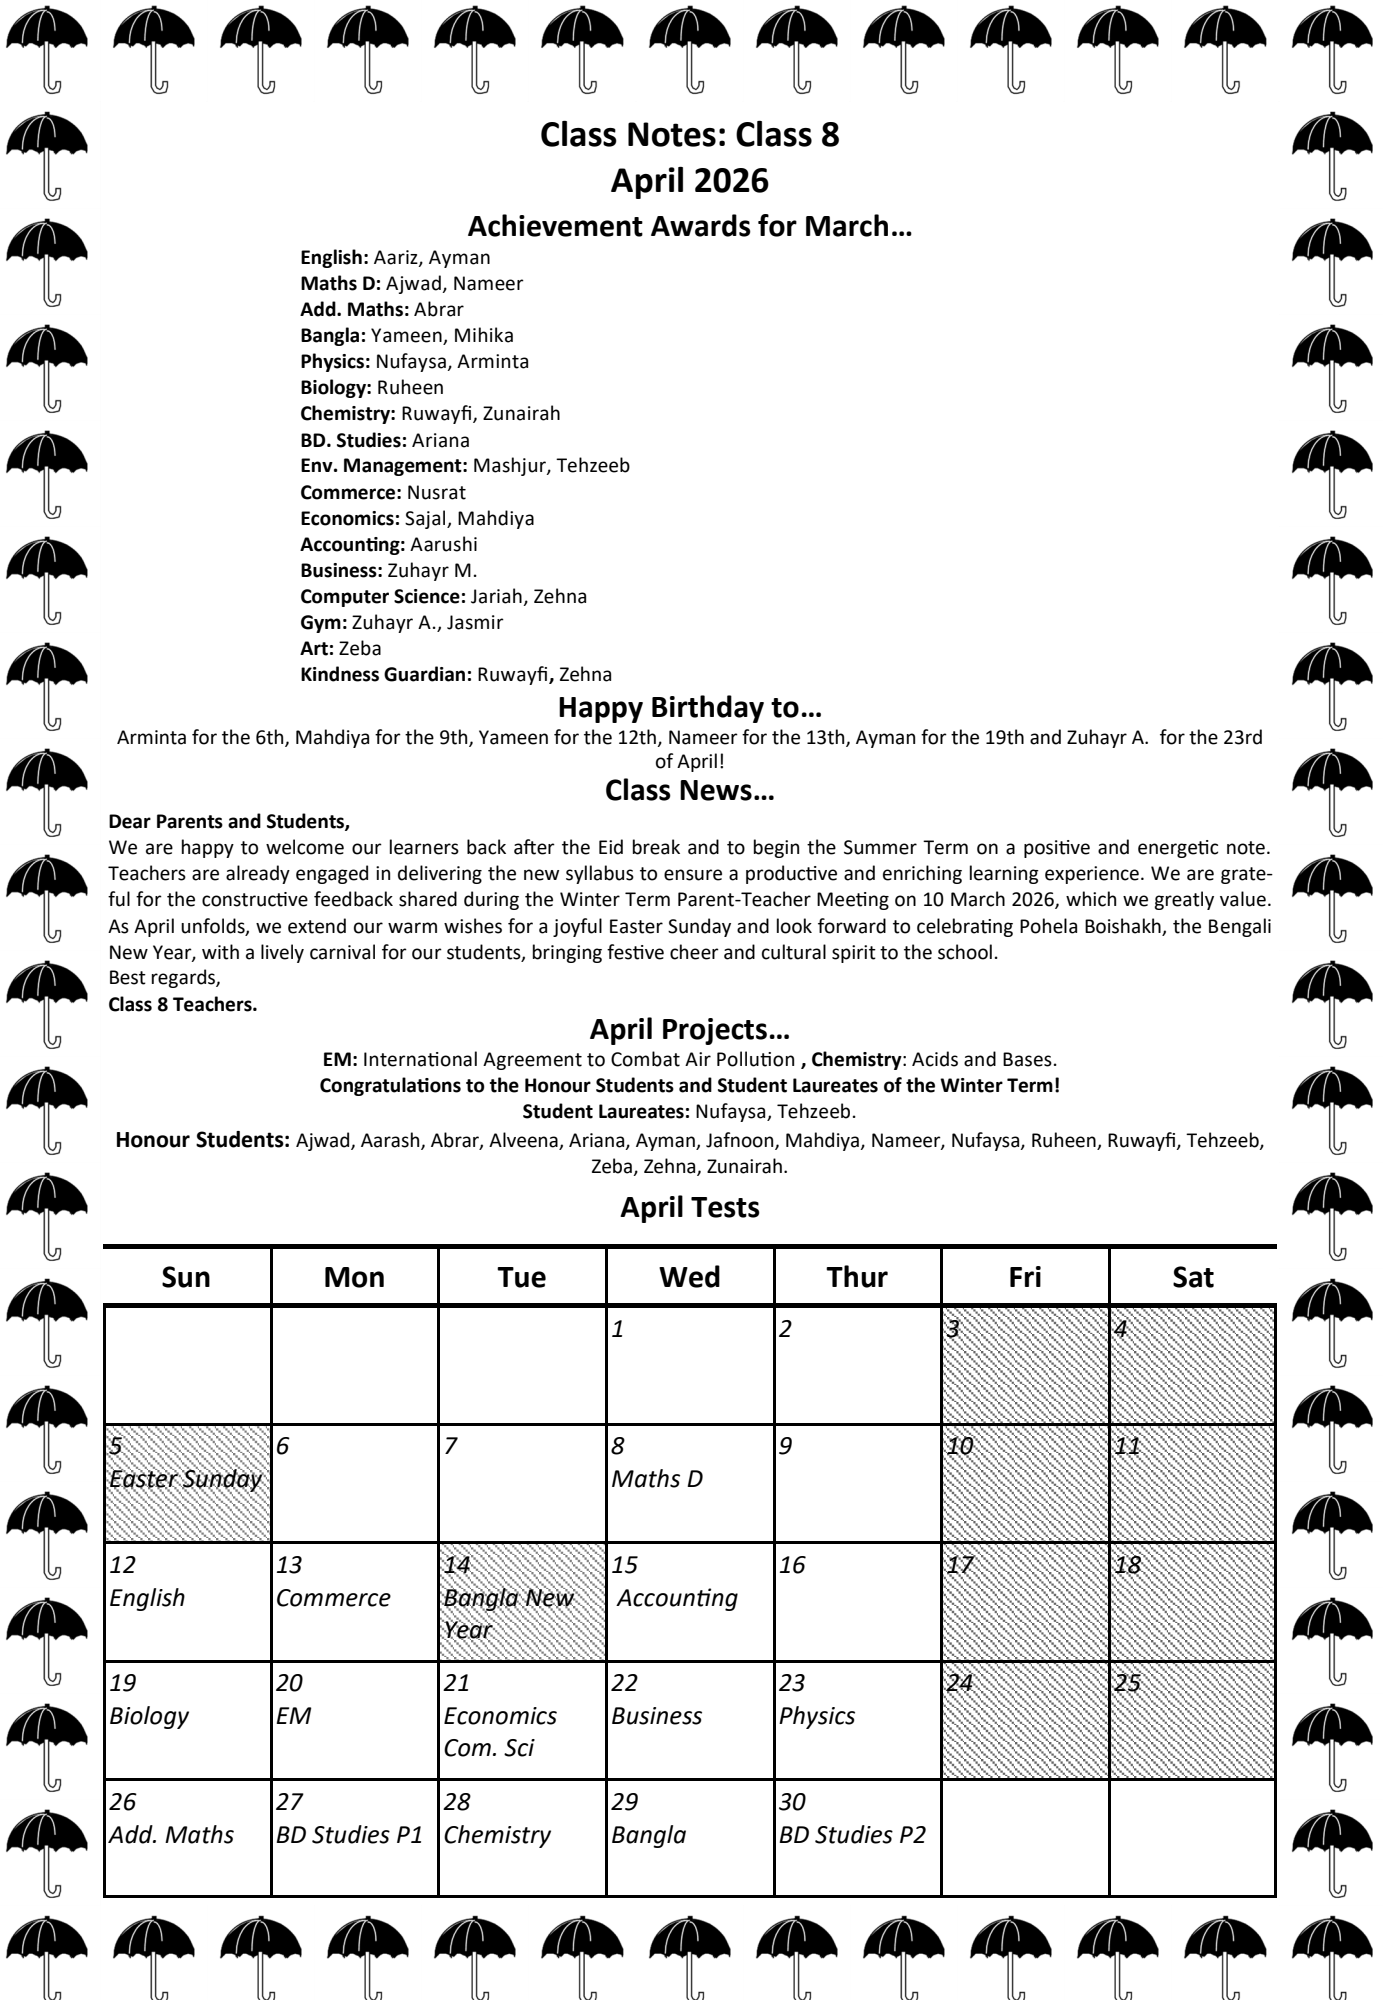 Class Notes: Class 8
April 2026
Achievement Awards for March…
English: Aariz, Ayman
Maths D: Ajwad, Nameer
Add. Maths: Abrar
Bangla: Yameen, Mihika
Physics: Nufaysa, Arminta
Biology: Ruheen
Chemistry: Ruwayfi, Zunairah
BD. Studies: Ariana
Env. Management: Mashjur, Tehzeeb
Commerce: Nusrat
Economics: Sajal, Mahdiya
Accounting: Aarushi
Business: Zuhayr M.
Computer Science: Jariah, Zehna
Gym: Zuhayr A., Jasmir
Art: Zeba
Kindness Guardian: Ruwayfi, Zehna
Happy Birthday to…
Arminta for the 6th, Mahdiya for the 9th, Yameen for the 12th, Nameer for the 13th, Ayman for the 19th and Zuhayr A.  for the 23rd
of April!
Class News…
Dear Parents and Students,
We are happy to welcome our learners back after the Eid break and to begin the Summer Term on a positive and energetic note.
Teachers are already engaged in delivering the new syllabus to ensure a productive and enriching learning experience. We are grate-
ful for the constructive feedback shared during the Winter Term Parent-Teacher Meeting on 10 March 2026, which we greatly value.
As April unfolds, we extend our warm wishes for a joyful Easter Sunday and look forward to celebrating Pohela Boishakh, the Bengali
New Year, with a lively carnival for our students, bringing festive cheer and cultural spirit to the school.
Best regards,
Class 8 Teachers.
April Projects…
EM: International Agreement to Combat Air Pollution , Chemistry: Acids and Bases.
Congratulations to the Honour Students and Student Laureates of the Winter Term!
Student Laureates: Nufaysa, Tehzeeb.
Honour Students: Ajwad, Aarash, Abrar, Alveena, Ariana, Ayman, Jafnoon, Mahdiya, Nameer, Nufaysa, Ruheen, Ruwayfi, Tehzeeb,
Zeba, Zehna, Zunairah.
April Tests
Sun Mon Tue Wed Thur Fri Sat
1 2 3 4
5 6 7 8 9 10 11
Easter Sunday Maths D
12 13 14 15 16 17 18
English Commerce Bangla New Accounting
Year
19 20 21 22 23 24 25
Biology EM Economics Business Physics
Com. Sci
26 27 28 29 30
Add. Maths BD Studies P1 Chemistry Bangla BD Studies P2